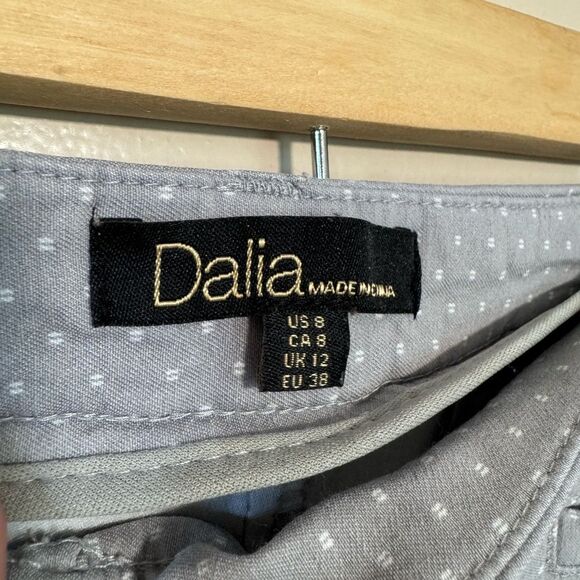 Dalia MADE IN CHINA
US 8
CA 8
UK 12
EU 38